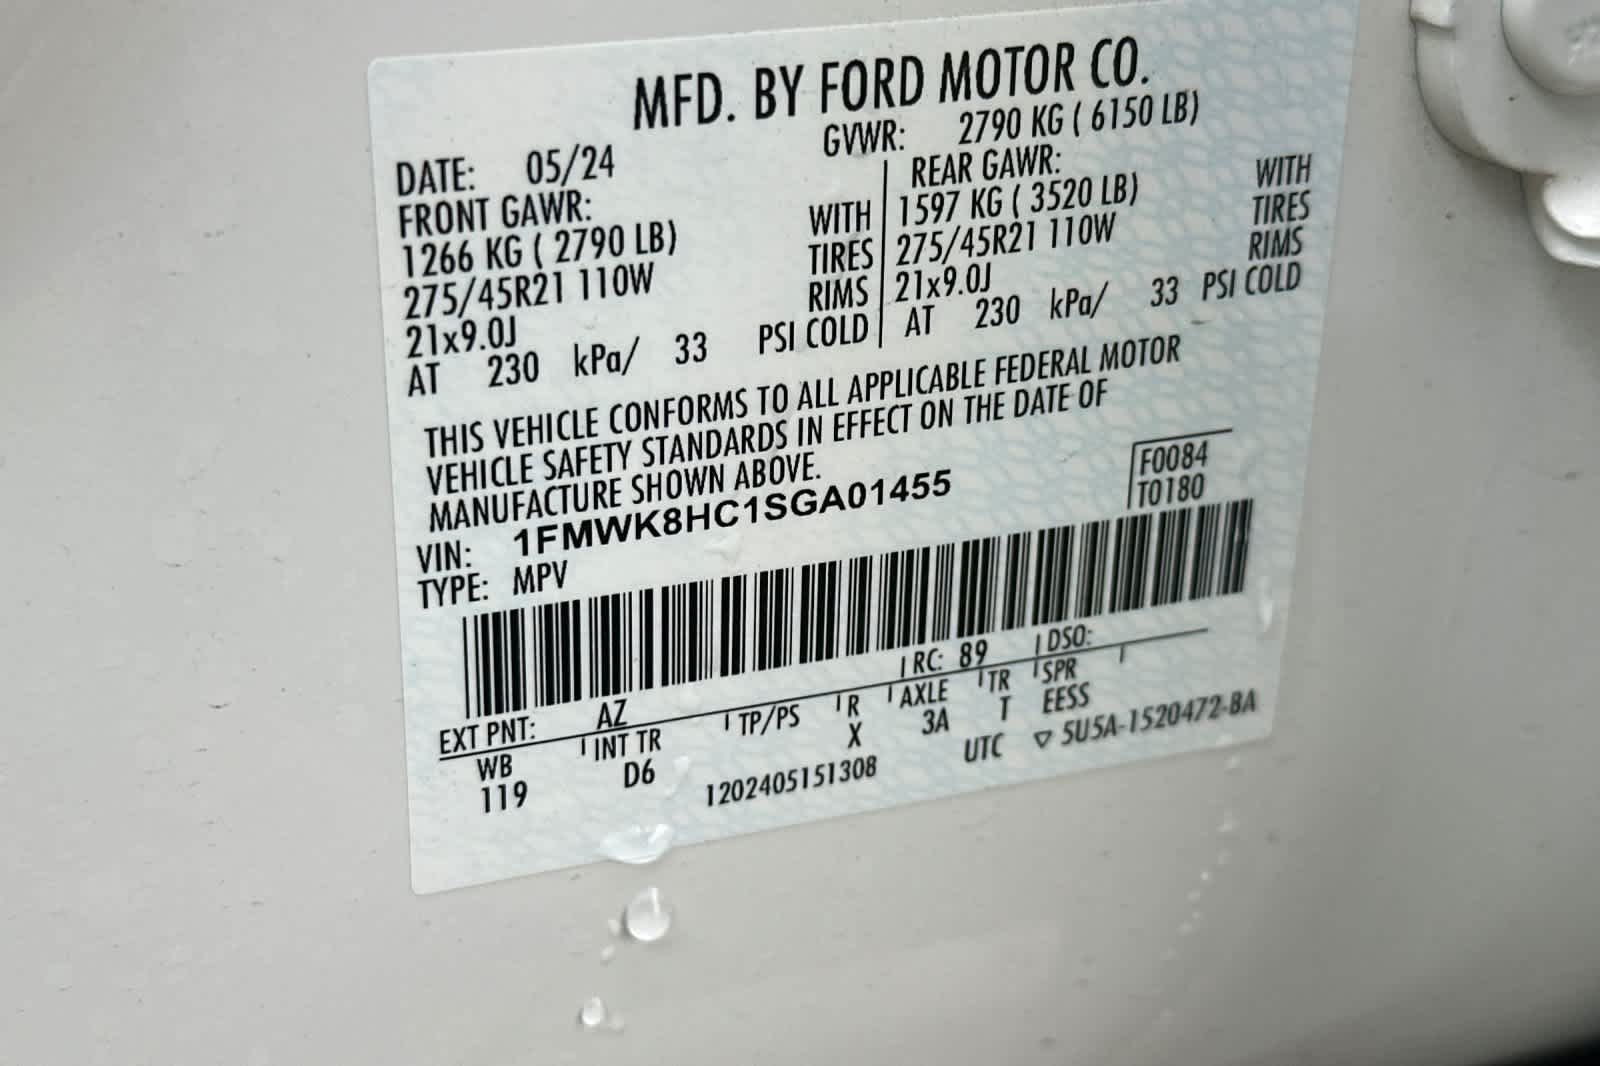 MFD. BY FORD MOTOR CO.
DATE: 05/24 GVWR: 2790 KG ( 6150 LB)
FRONT GAWR: REAR GAWR:
1266 KG ( 2790 LB) WITH 1597 KG ( 3520 LB) WITH
275/45R21 110W TIRES 275/45R21 110W TIRES
21x9.0J RIMS 21x9.0J RIMS
AT 230 kPa/ 33 PSI COLD AT 230 kPa/ 33 PSI COLD
THIS VEHICLE CONFORMS TO ALL APPLICABLE FEDERAL MOTOR
VEHICLE SAFETY STANDARDS IN EFFECT ON THE DATE OF
MANUFACTURE SHOWN ABOVE.
F0084
VIN: 1FMWK8HC1SGA01455
T0180
TYPE: MPV
EXT PNT: AZ RC: 89 DSO:
WB INT TR TP/PS R AXLE TR SPR
119 D6 X 3A T EESS
1202405151308 UTC ▽ 5U5A-1520472-BA